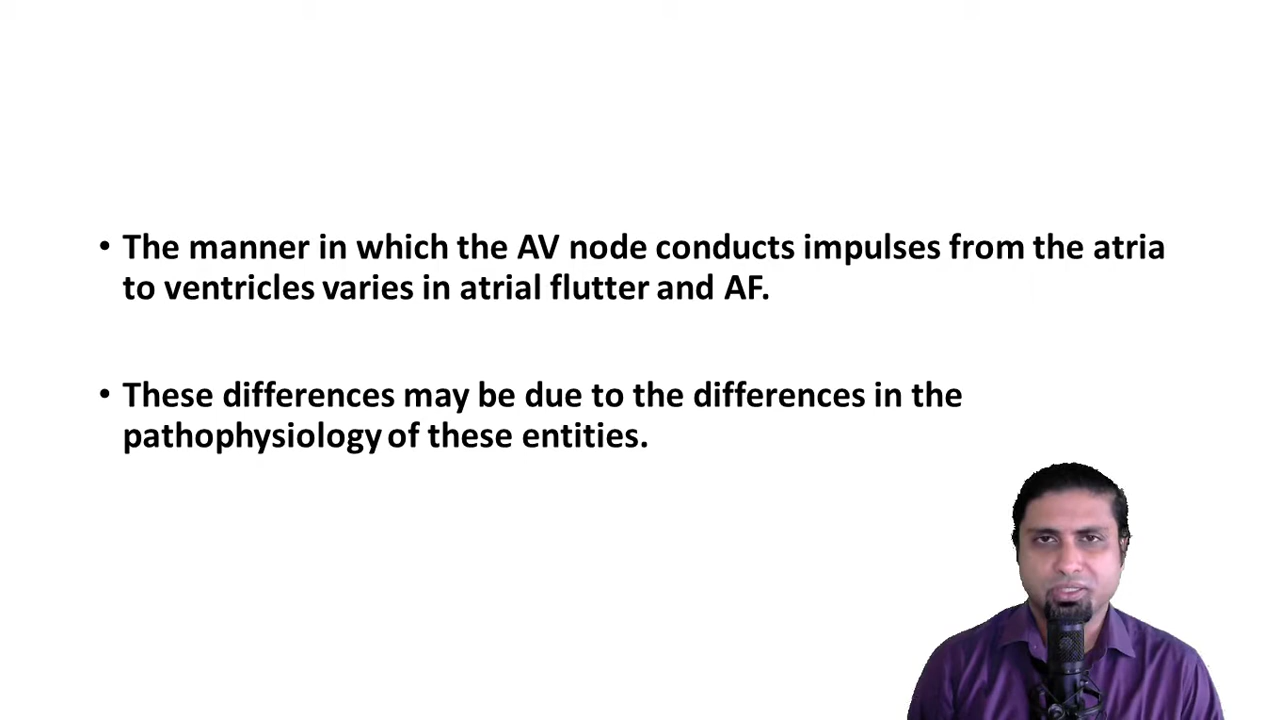 • The manner in which the AV node conducts impulses from the atria
to ventricles varies in atrial flutter and AF.
• These differences may be due to the differences in the
pathophysiology of these entities.